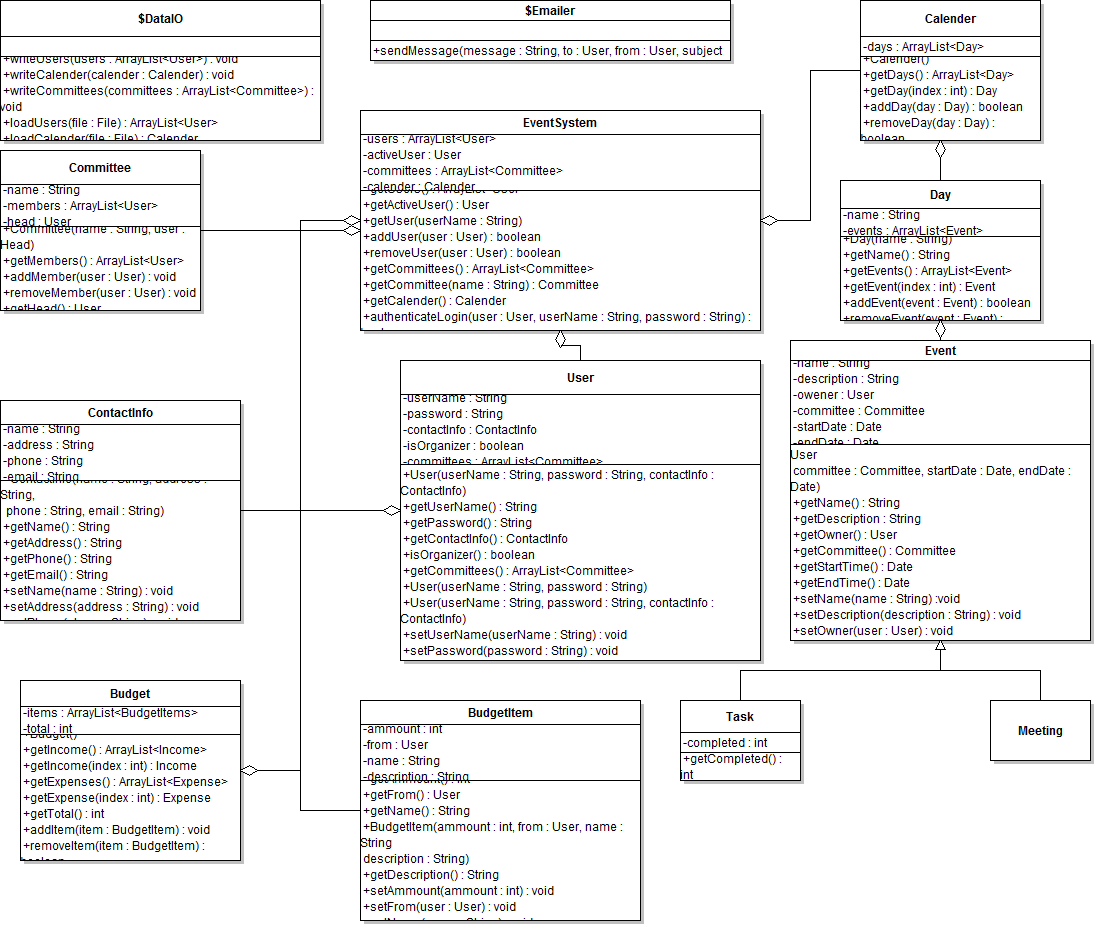 $DataIO
+writeUsers(users : ArrayList<User>) : void
+writeCalender(calender : Calender) : void
+writeCommittees(committees : ArrayList<Committee>) :
void
+loadUsers(file : File) : ArrayList<User>
+loadCalender(file : File) : Calender
$Emailer
+sendMessage(message : String, to : User, from : User, subject
Calender
-days : ArrayList<Day>
+Calender()
+getDays() : ArrayList<Day>
+getDay(index : int) : Day
+addDay(day : Day) : boolean
+removeDay(day : Day) :
boolean
EventSystem
-users : ArrayList<User>
-activeUser : User
-committees : ArrayList<Committee>
-calender : Calender
+getUsers() : ArrayList<User>
+getActiveUser() : User
+getUser(userName : String)
+addUser(user : User) : boolean
+removeUser(user : User) : boolean
+getCommittees() : ArrayList<Committee>
+getCommittee(name : String) : Committee
+getCalender() : Calender
+authenticateLogin(user : User, userName : String, password : String) :
Committee
-name : String
-members : ArrayList<User>
-head : User
+Committee(name : String, user :
Head)
+getMembers() : ArrayList<User>
+addMember(user : User) : void
+removeMember(user : User) : void
+getHead() : User
Day
-name : String
-events : ArrayList<Event>
+Day(name : String)
+getName() : String
+getEvents() : ArrayList<Event>
+getEvent(index : int) : Event
+addEvent(event : Event) : boolean
+removeEvent(event : Event) :
Event
-name : String
-description : String
-owener : User
-committee : Committee
-startDate : Date
-endDate : Date
User
committee : Committee, startDate : Date, endDate :
Date)
+getName() : String
+getDescription : String
+getOwner() : User
+getCommittee() : Committee
+getStartTime() : Date
+getEndTime() : Date
+setName(name : String) :void
+setDescription(description : String) : void
+setOwner(user : User) : void
User
-userName : String
-password : String
-contactInfo : ContactInfo
-isOrganizer : boolean
-committees : ArrayList<Committee>
+User(userName : String, password : String, contactInfo :
ContactInfo)
+getUserName() : String
+getPassword() : String
+getContactInfo() : ContactInfo
+isOrganizer() : boolean
+getCommittees() : ArrayList<Committee>
+User(userName : String, password : String)
+User(userName : String, password : String, contactInfo :
ContactInfo)
+setUserName(userName : String) : void
+setPassword(password : String) : void
ContactInfo
-name : String
-address : String
-phone : String
-email : String
+ContactInfo(name : String, address :
String,
phone : String, email : String)
+getName() : String
+getAddress() : String
+getPhone() : String
+getEmail() : String
+setName(name : String) : void
+setAddress(address : String) : void
Budget
-items : ArrayList<BudgetItems>
-total : int
+Budget()
+getIncome() : ArrayList<Income>
+getIncome(index : int) : Income
+getExpenses() : ArrayList<Expense>
+getExpense(index : int) : Expense
+getTotal() : int
+addItem(item : BudgetItem) : void
+removeItem(item : BudgetItem) :
boolean
BudgetItem
-ammount : int
-from : User
-name : String
-description : String
+getAmmount() : int
+getFrom() : User
+getName() : String
+BudgetItem(ammount : int, from : User, name :
String
description : String)
+getDescription() : String
+setAmmount(ammount : int) : void
+setFrom(user : User) : void
Task
-completed : int
+getCompleted() :
int
Meeting